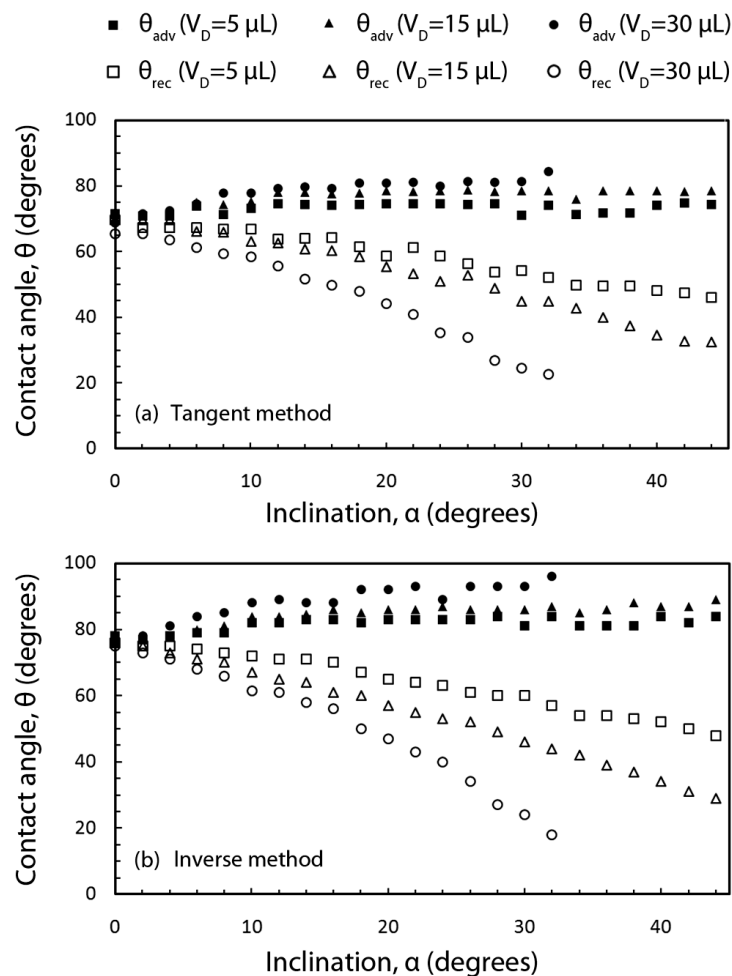 ■ θadv (VD=5 μL) ▲ θadv (VD=15 μL) ● θadv (VD=30 μL)
□ θrec (VD=5 μL) △ θrec (VD=15 μL) ○ θrec (VD=30 μL)
100
80
60
40
20
0
Contact angle, θ (degrees)
(a) Tangent method
0 10 20 30 40
Inclination, α (degrees)
100
80
60
40
20
0
Contact angle, θ (degrees)
(b) Inverse method
0 10 20 30 40
Inclination, α (degrees)